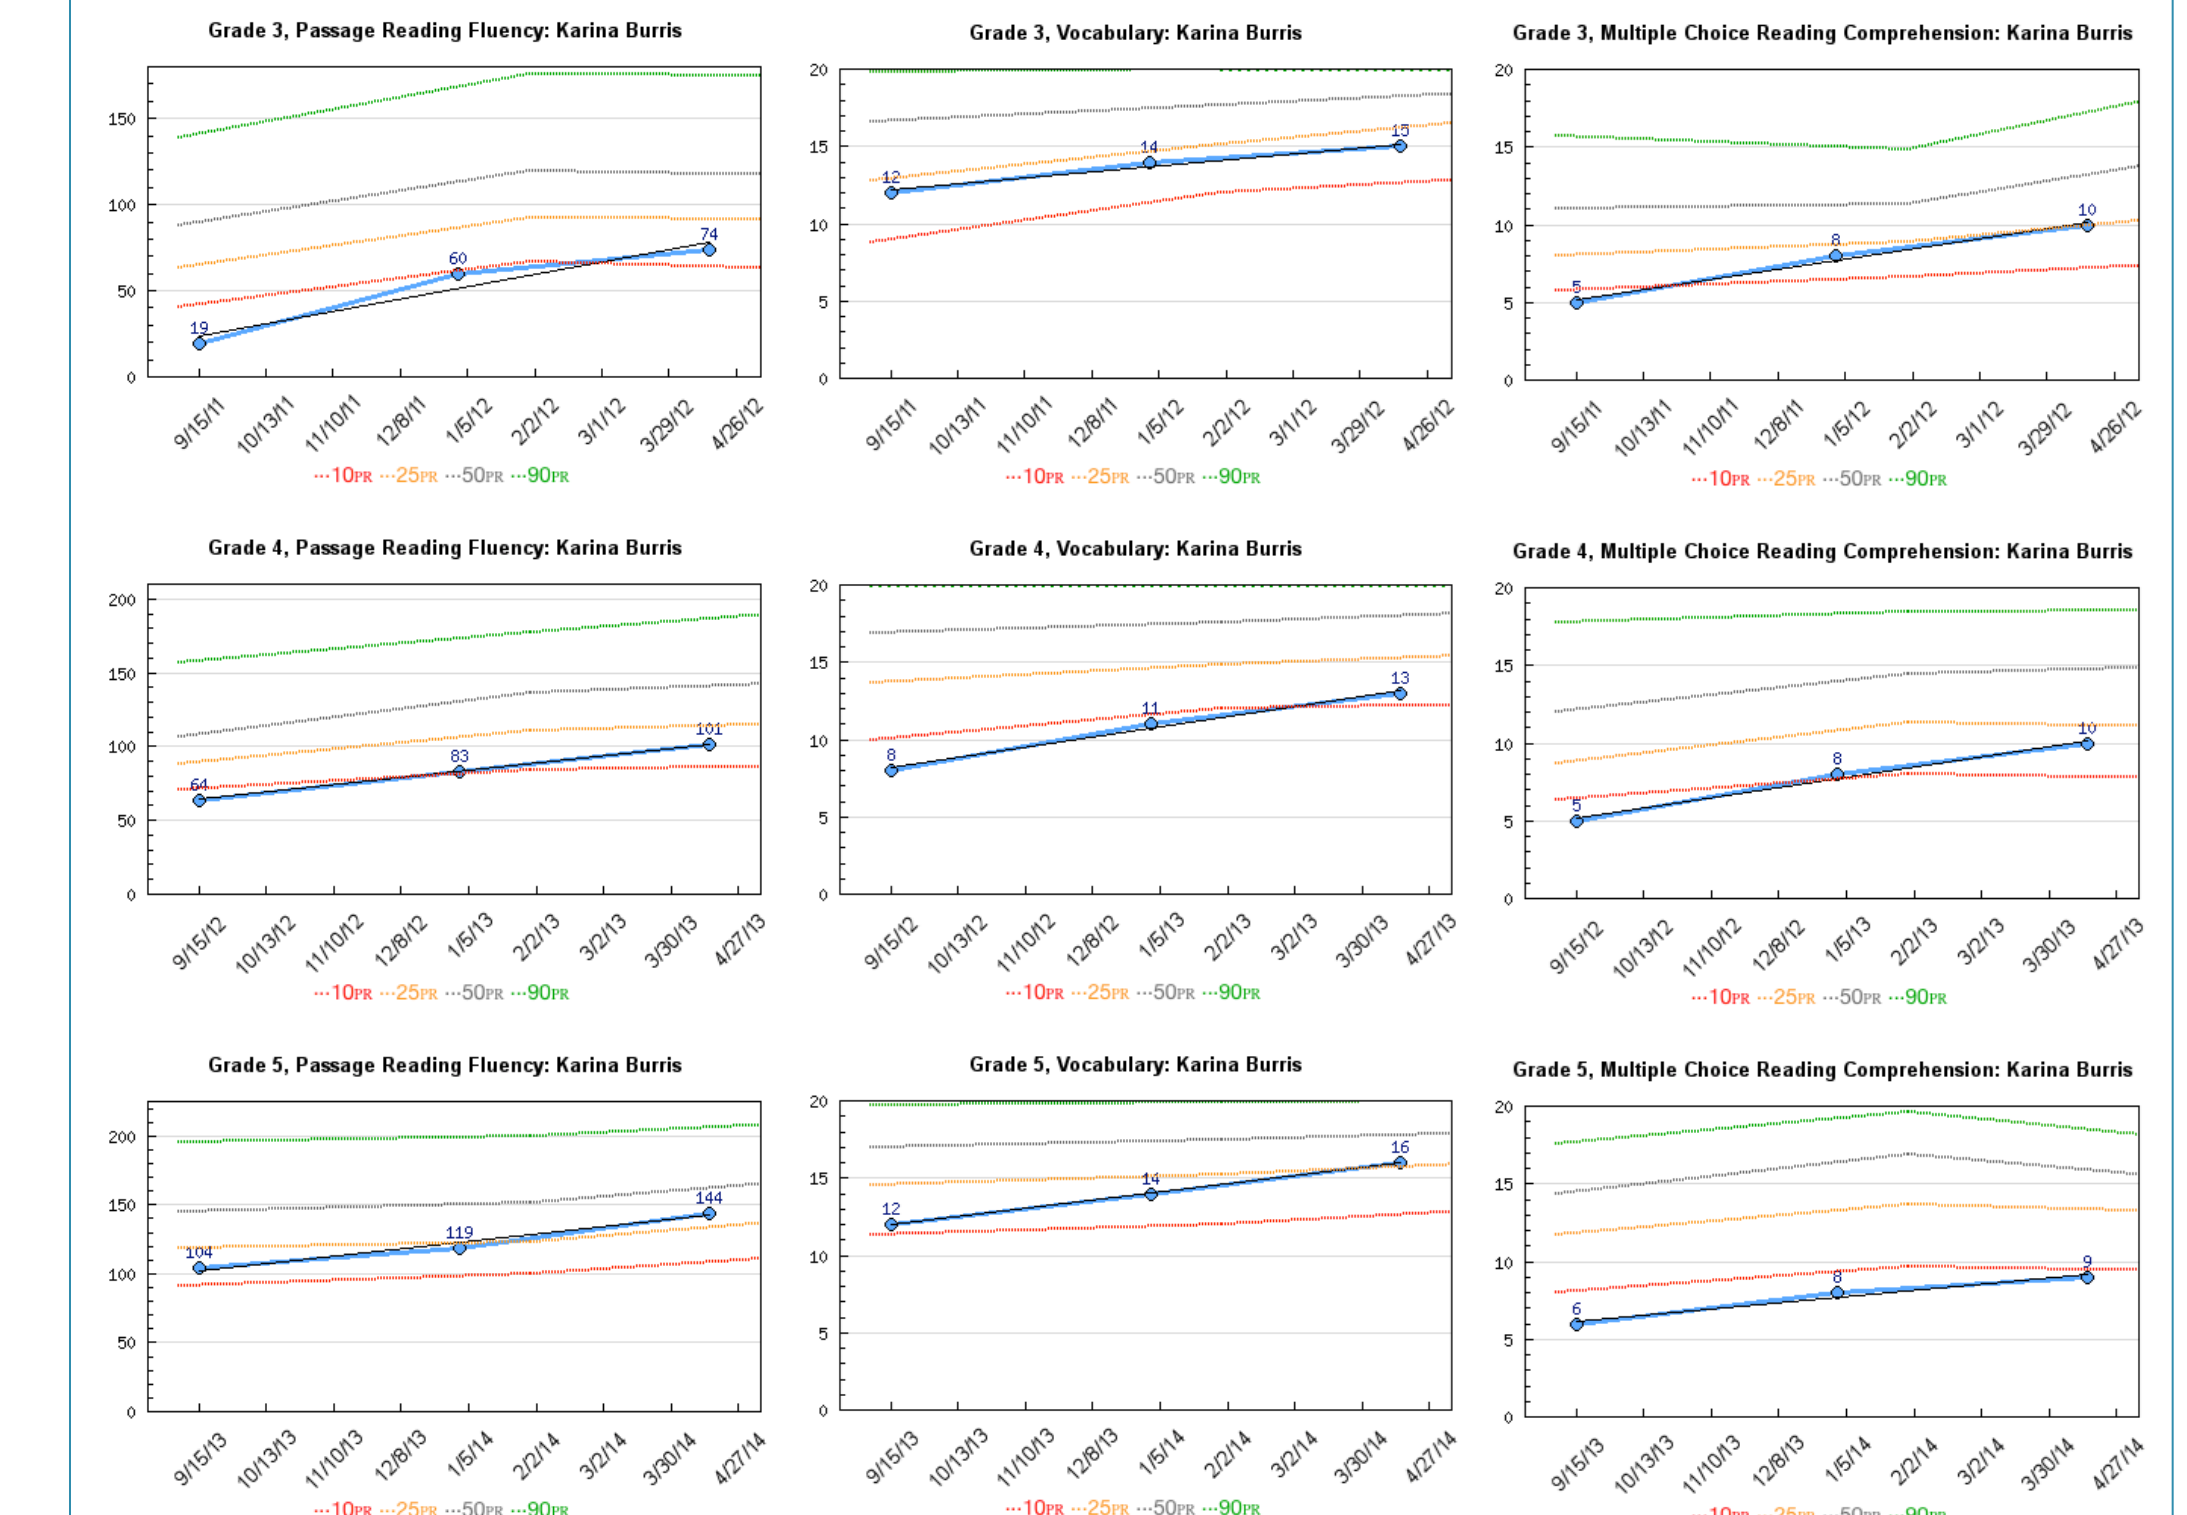 Grade 3, Passage Reading Fluency: Karina Burris
150
100
50
0
19
60
74
9/15/11 10/13/11 11/10/11 12/8/11 1/5/12 2/2/12 3/1/12 3/29/12 4/26/12
···10PR ···25PR ···50PR ···90PR
Grade 3, Vocabulary: Karina Burris
20
15
10
5
0
12
14
15
9/15/11 10/13/11 11/10/11 12/8/11 1/5/12 2/2/12 3/1/12 3/29/12 4/26/12
···10PR ···25PR ···50PR ···90PR
Grade 3, Multiple Choice Reading Comprehension: Karina Burris
20
15
10
5
0
5
8
10
9/15/11 10/13/11 11/10/11 12/8/11 1/5/12 2/2/12 3/1/12 3/29/12 4/26/12
···10PR ···25PR ···50PR ···90PR
Grade 4, Passage Reading Fluency: Karina Burris
200
150
100
50
0
64
83
101
9/15/12 10/13/12 11/10/12 12/8/12 1/5/13 2/2/13 3/2/13 3/30/13 4/27/13
···10PR ···25PR ···50PR ···90PR
Grade 4, Vocabulary: Karina Burris
20
15
10
5
0
8
11
13
9/15/12 10/13/12 11/10/12 12/8/12 1/5/13 2/2/13 3/2/13 3/30/13 4/27/13
···10PR ···25PR ···50PR ···90PR
Grade 4, Multiple Choice Reading Comprehension: Karina Burris
20
15
10
5
0
5
8
10
9/15/12 10/13/12 11/10/12 12/8/12 1/5/13 2/2/13 3/2/13 3/30/13 4/27/13
···10PR ···25PR ···50PR ···90PR
Grade 5, Passage Reading Fluency: Karina Burris
200
150
100
50
0
104
119
144
9/15/13 10/13/13 11/10/13 12/8/13 1/5/14 2/2/14 3/2/14 3/30/14 4/27/14
···10PR ···25PR ···50PR ···90PR
Grade 5, Vocabulary: Karina Burris
20
15
10
5
0
12
14
16
9/15/13 10/13/13 11/10/13 12/8/13 1/5/14 2/2/14 3/2/14 3/30/14 4/27/14
···10PR ···25PR ···50PR ···90PR
Grade 5, Multiple Choice Reading Comprehension: Karina Burris
20
15
10
5
0
6
8
9
9/15/13 10/13/13 11/10/13 12/8/13 1/5/14 2/2/14 3/2/14 3/30/14 4/27/14
···10PR ···25PR ···50PR ···90PR